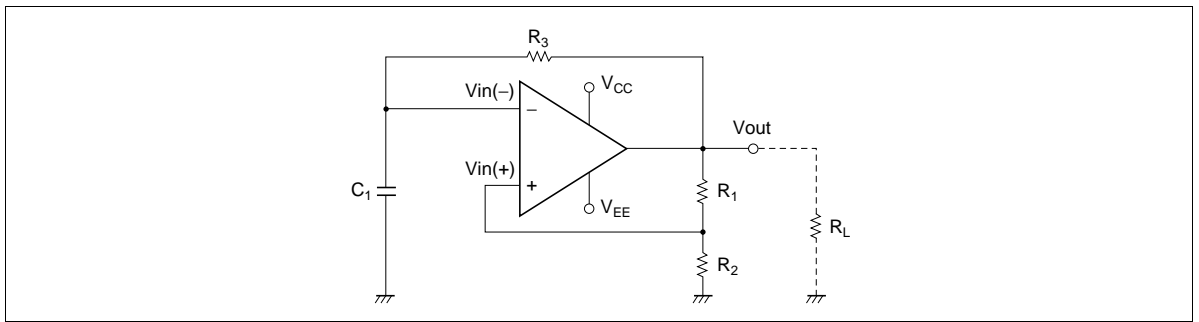 R3
Vin(−)
VCC
−
Vout
Vin(+)
+
C1
R1
VEE
RL
R2